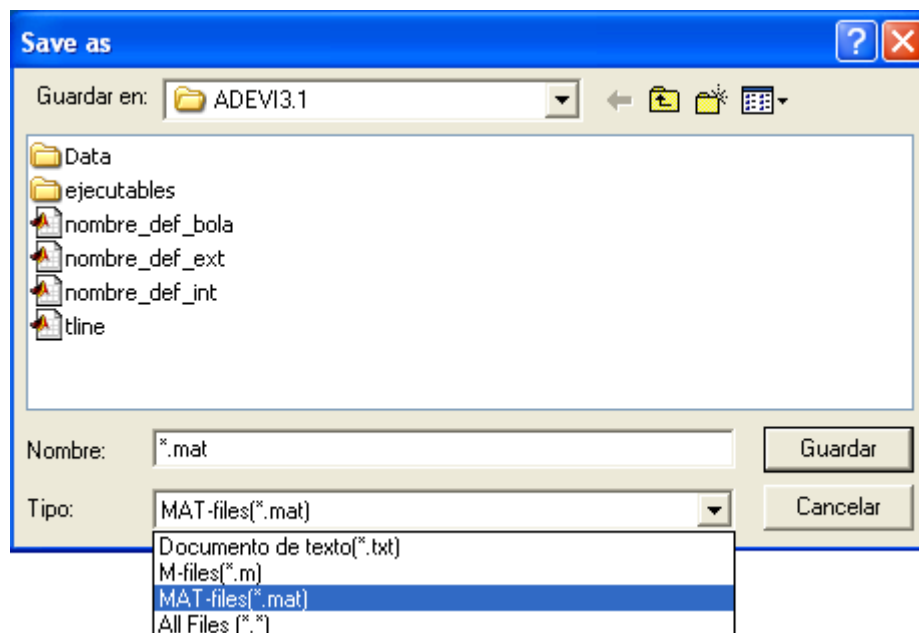 Save as
Guardar en: ADEVI3.1
Data
ejecutables
nombre_def_bola
nombre_def_ext
nombre_def_int
tline
Nombre: *.mat Guardar
Tipo: MAT-files(*.mat) Cancelar
Documento de texto(*.txt)
M-files(*.m)
MAT-files(*.mat)
All Files (*.*)